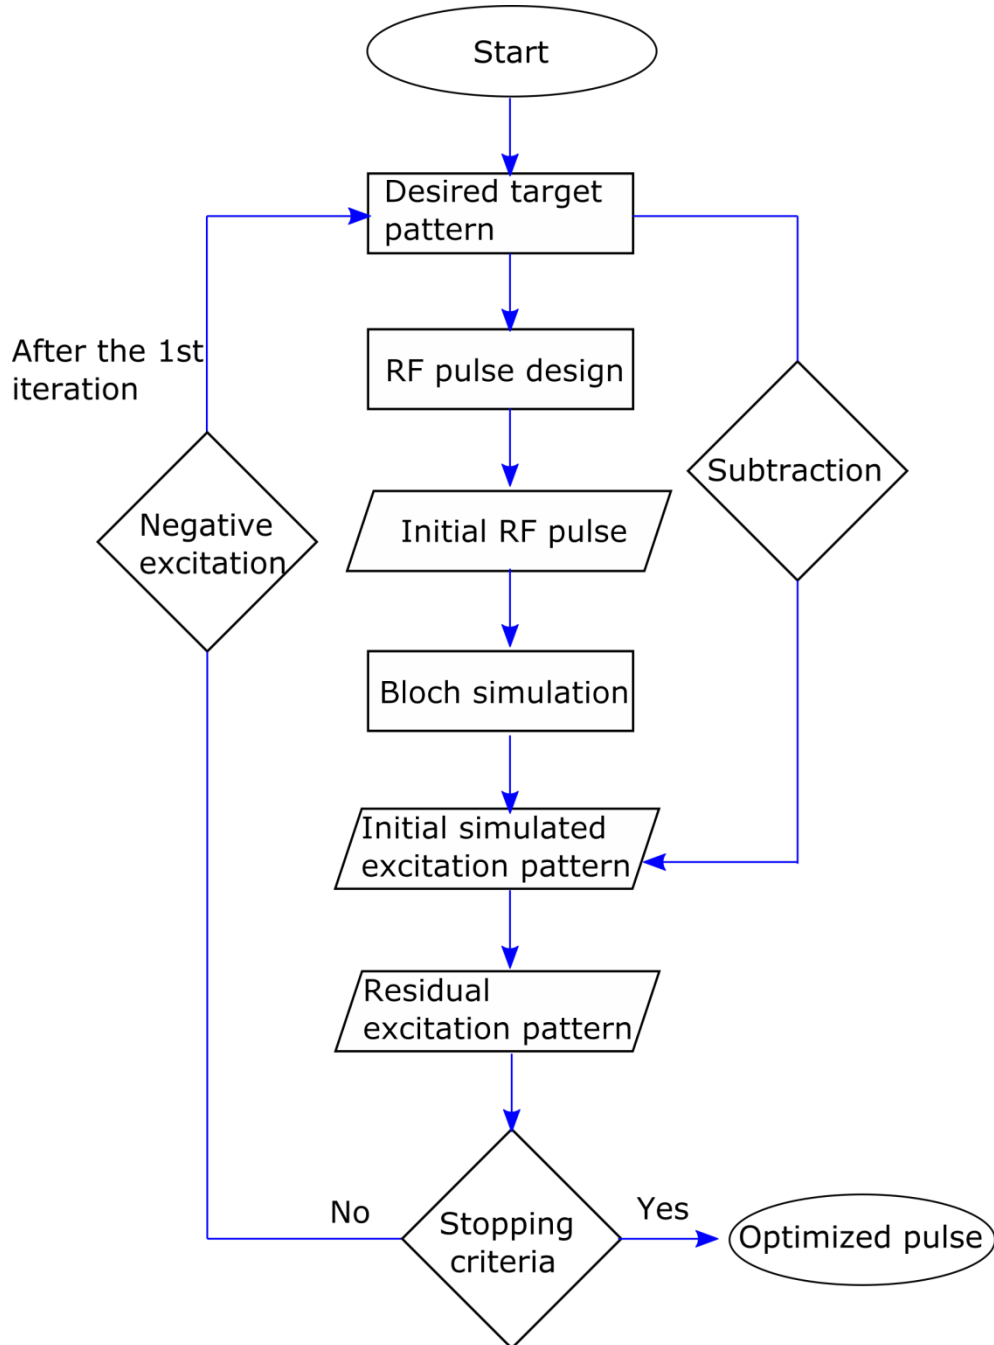 Start
Desired target
pattern
After the 1st
iteration
RF pulse design
Subtraction
Negative
excitation
Initial RF pulse
Bloch simulation
Initial simulated
excitation pattern
Residual
excitation pattern
No
Yes
Stopping
criteria
Optimized pulse